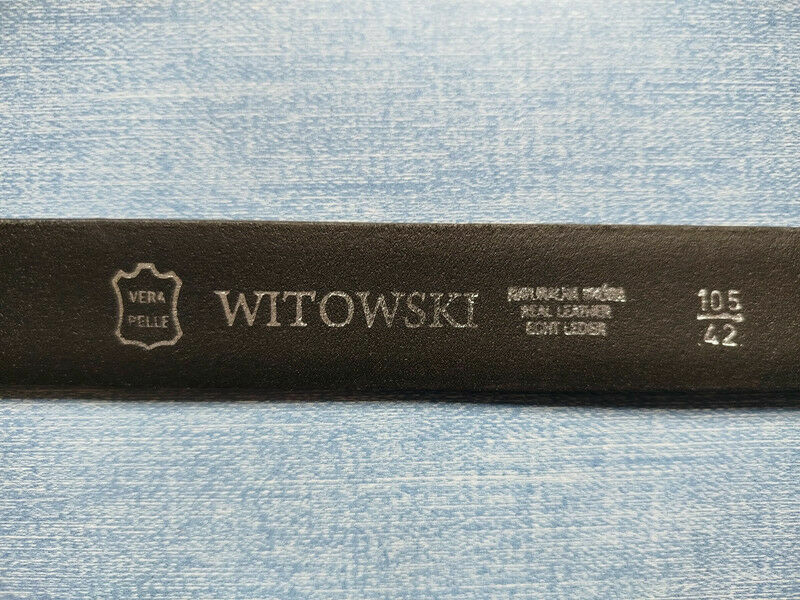 VERA
PELLE
WITOWSKI
NATURALNA SKÓRA
REAL LEATHER
ECHT LEDER
105
42